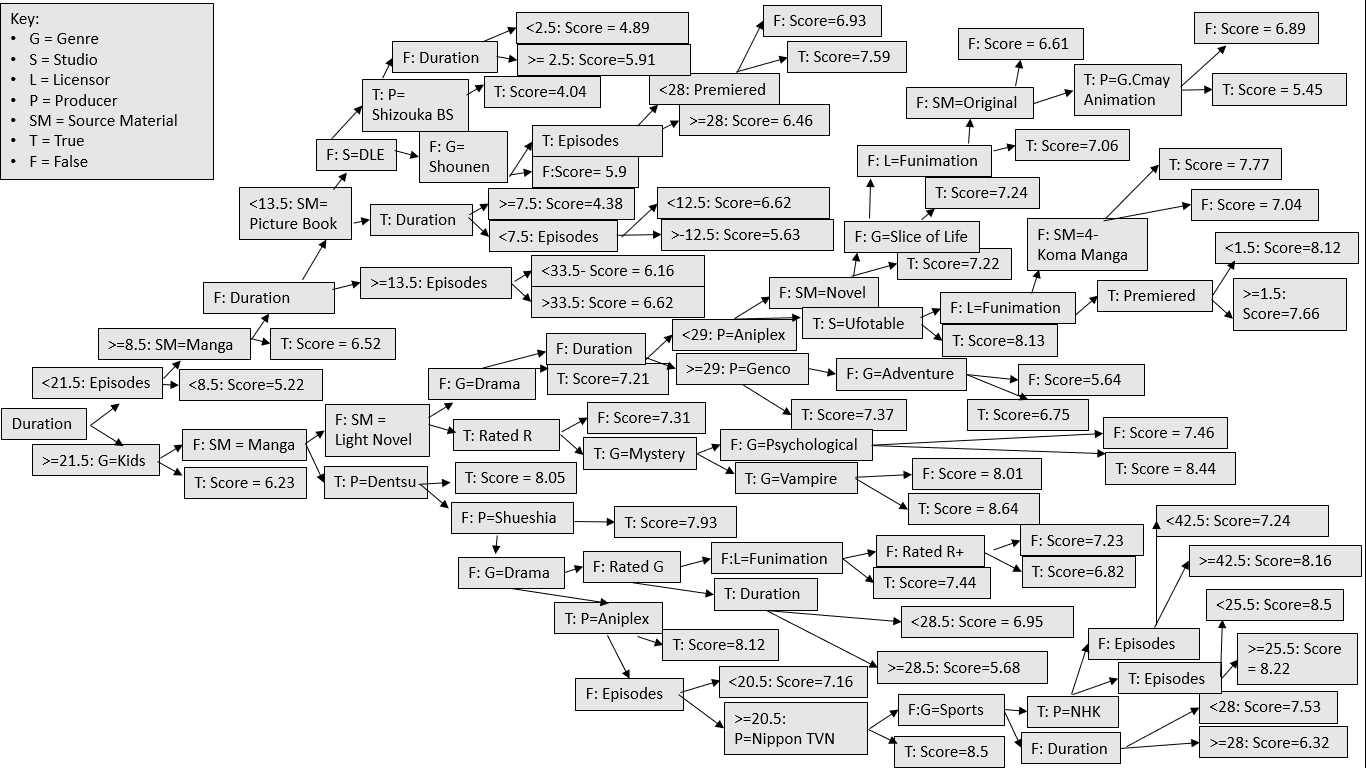 Key:
• G = Genre
• S = Studio
• L = Licensor
• P = Producer
• SM = Source Material
• T = True
• F = False
<2.5: Score = 4.89
F: Score=6.93
F: Score = 6.89
F: Duration
>= 2.5: Score=5.91
T: Score=7.59
F: Score = 6.61
T: P=
Shizouka BS
T: Score=4.04
<28: Premiered
F: SM=Original
T: P=G.Cmay
Animation
T: Score = 5.45
>=28: Score= 6.46
F: S=DLE
F: G=
Shounen
T: Episodes
F:Score= 5.9
F: L=Funimation
T: Score=7.06
T: Score = 7.77
<13.5: SM=
Picture Book
T: Duration
>=7.5: Score=4.38
<12.5: Score=6.62
T: Score=7.24
F: Score = 7.04
<7.5: Episodes
>-12.5: Score=5.63
F: G=Slice of Life
F: SM=4-
Koma Manga
<1.5: Score=8.12
T: Score=7.22
F: Duration
>=13.5: Episodes
<33.5- Score = 6.16
>33.5: Score = 6.62
F: SM=Novel
F: L=Funimation
T: Premiered
>=1.5:
Score=7.66
T: S=Ufotable
>=8.5: SM=Manga
T: Score = 6.52
F: Duration
<29: P=Aniplex
T: Score=8.13
<21.5: Episodes
<8.5: Score=5.22
F: G=Drama
T: Score=7.21
>=29: P=Genco
F: G=Adventure
F: Score=5.64
T: Score=6.75
Duration
F: SM =
Light Novel
T: Rated R
F: Score=7.31
T: Score=7.37
>=21.5: G=Kids
F: SM = Manga
T: G=Mystery
F: G=Psychological
F: Score = 7.46
T: Score = 8.44
T: Score = 6.23
T: P=Dentsu
T: Score = 8.05
T: G=Vampire
F: Score = 8.01
T: Score = 8.64
F: P=Shueshia
T: Score=7.93
<42.5: Score=7.24
F: G=Drama
F: Rated G
F:L=Funimation
F: Rated R+
F: Score=7.23
T: Score=6.82
>=42.5: Score=8.16
T: Score=7.44
T: Duration
<28.5: Score = 6.95
<25.5: Score=8.5
T: P=Aniplex
T: Score=8.12
>=28.5: Score=5.68
F: Episodes
>=25.5: Score
= 8.22
T: Episodes
F: Episodes
<20.5: Score=7.16
>=20.5:
P=Nippon TVN
F:G=Sports
T: P=NHK
<28: Score=7.53
T: Score=8.5
F: Duration
>=28: Score=6.32